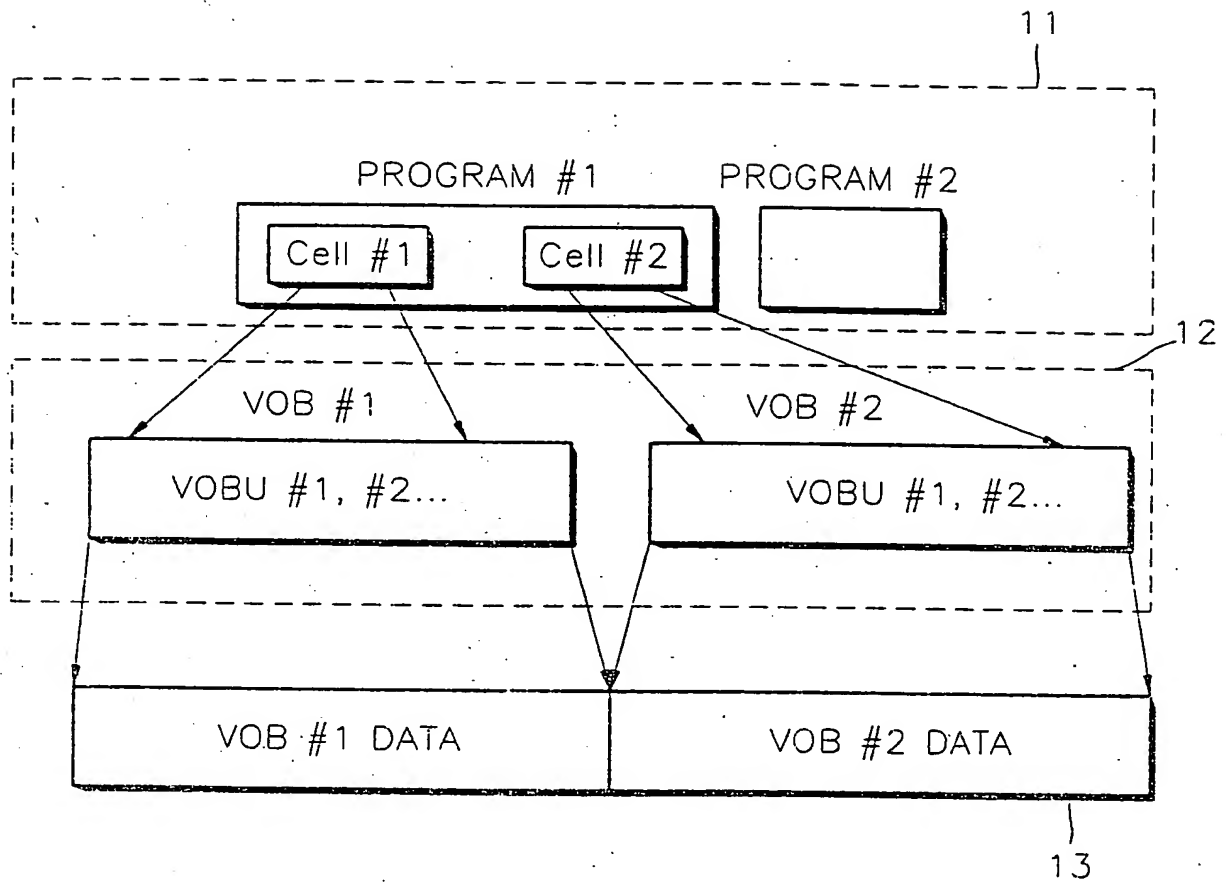 11
PROGRAM #1 PROGRAM #2
Cell #1 Cell #2
12
VOB #1 VOB #2
VOBU #1, #2... VOBU #1, #2...
VOB #1 DATA VOB #2 DATA
13